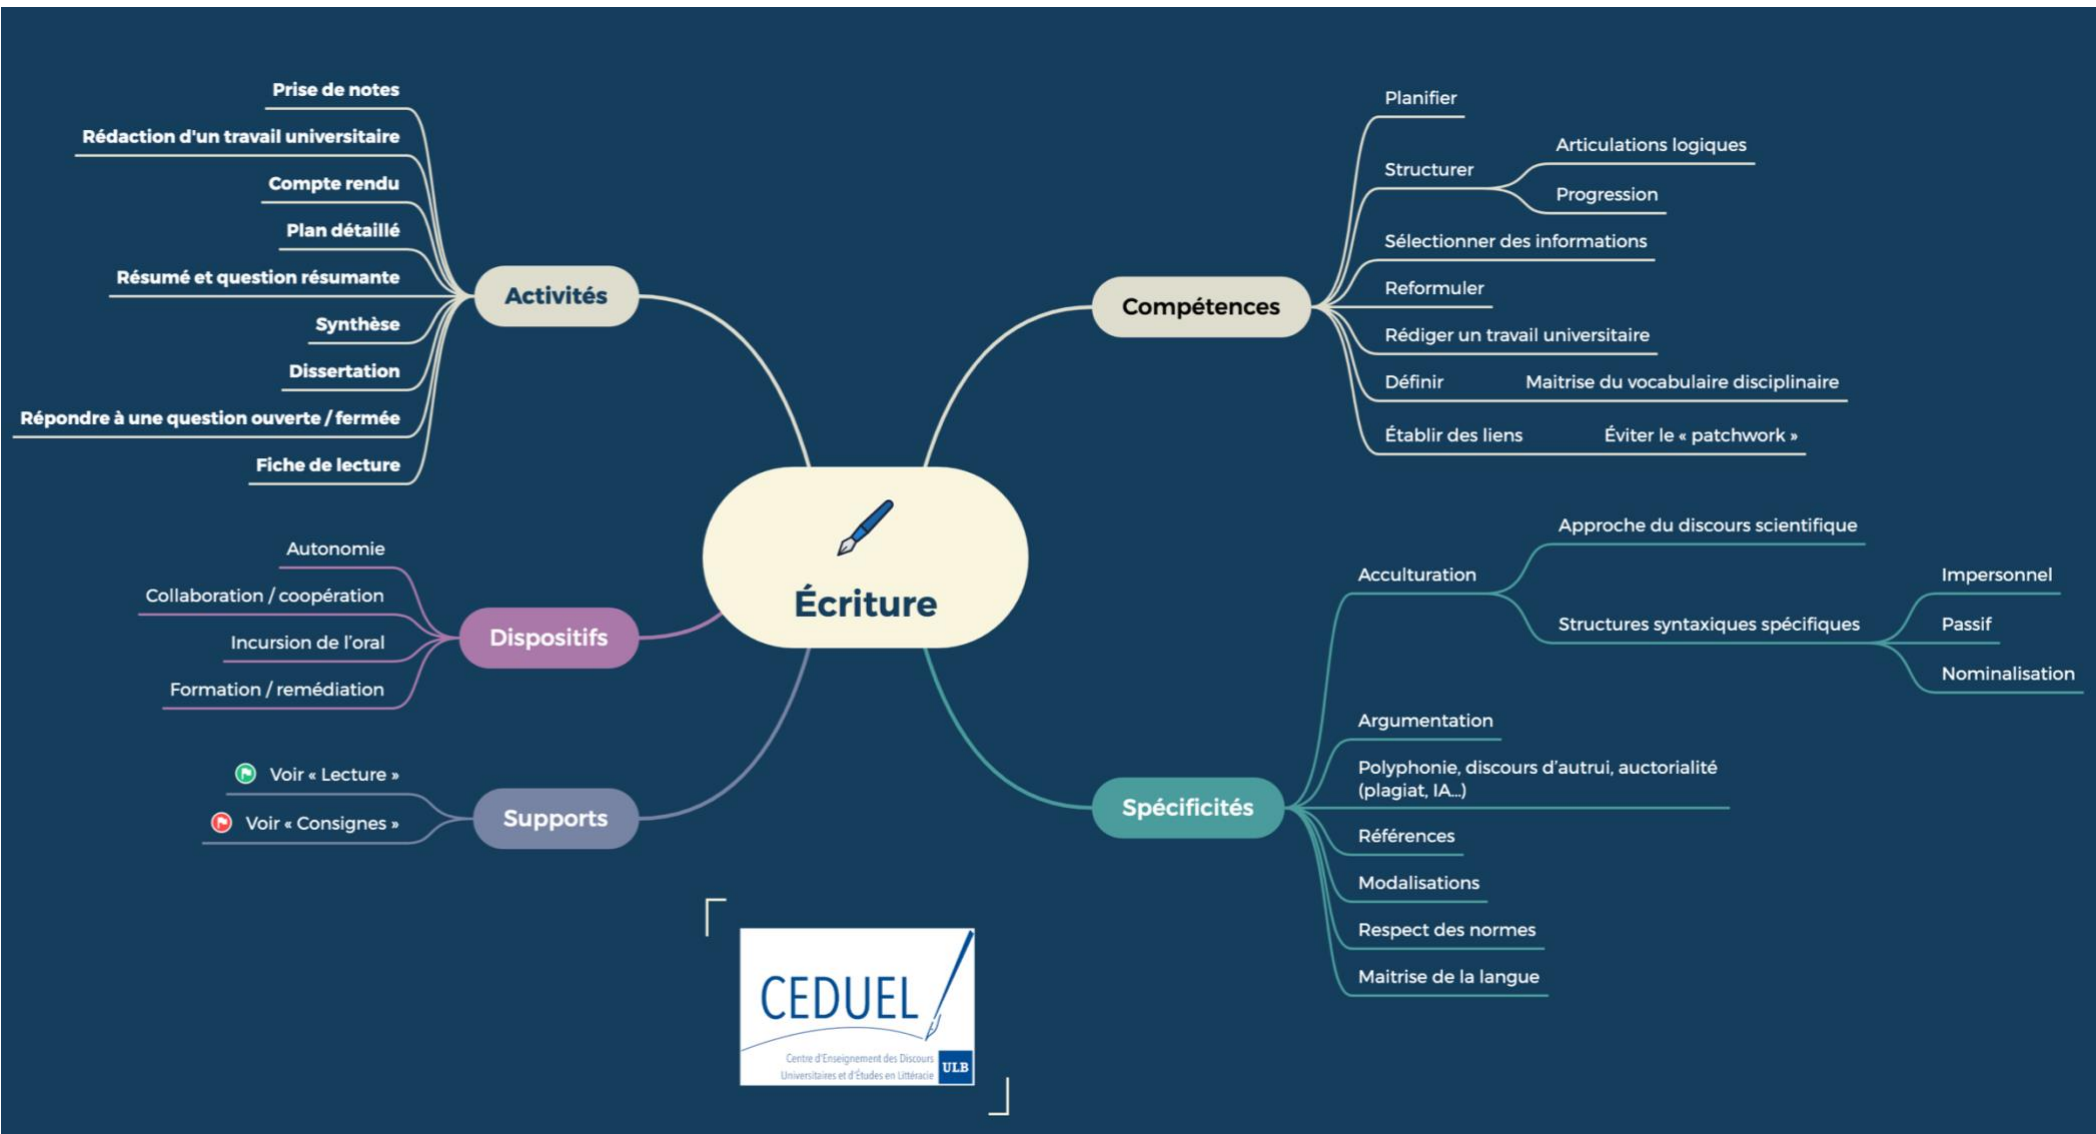 Prise de notes
Rédaction d'un travail universitaire
Compte rendu
Plan détaillé
Résumé et question résumante
Synthèse
Dissertation
Répondre à une question ouverte / fermée
Fiche de lecture
Activités
Autonomie
Collaboration / coopération
Incursion de l'oral
Formation / remédiation
Dispositifs
Voir « Lecture »
Voir « Consignes »
Supports
Écriture
Compétences
Planifier
Structurer
Articulations logiques
Progression
Sélectionner des informations
Reformuler
Rédiger un travail universitaire
Définir
Maitrise du vocabulaire disciplinaire
Établir des liens
Éviter le « patchwork »
Spécificités
Acculturation
Approche du discours scientifique
Structures syntaxiques spécifiques
Impersonnel
Passif
Nominalisation
Argumentation
Polyphonie, discours d'autrui, auctorialité
(plagiat, IA...)
Références
Modalisations
Respect des normes
Maitrise de la langue
CEDUEL
Centre d'Enseignement des Discours
Universitaires et d'Études en Littéracie
ULB